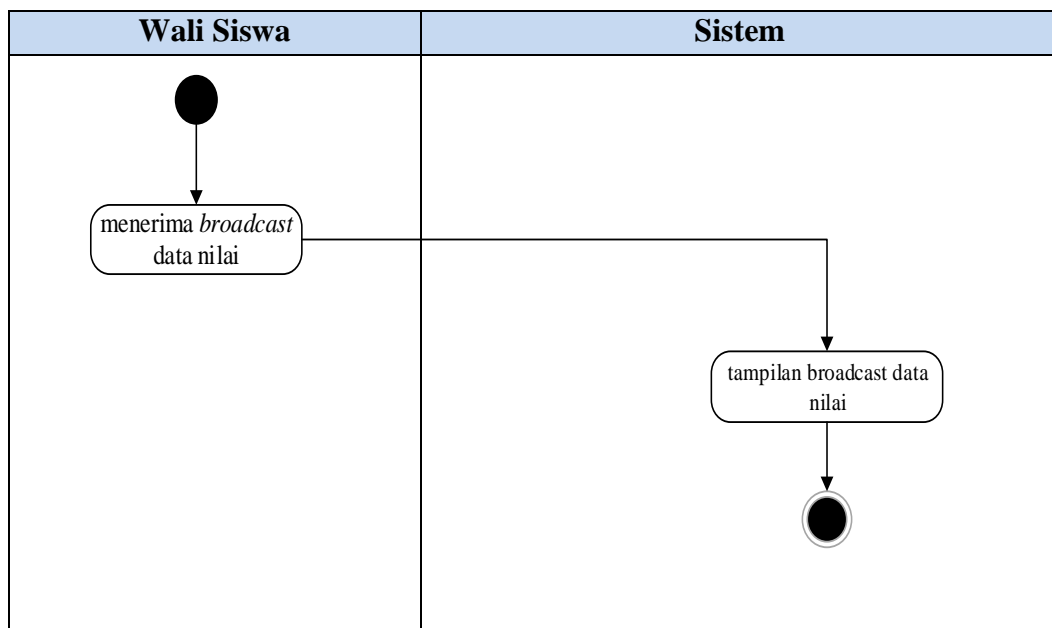 Wali Siswa
Sistem
menerima broadcast
data nilai
tampilan broadcast data
nilai